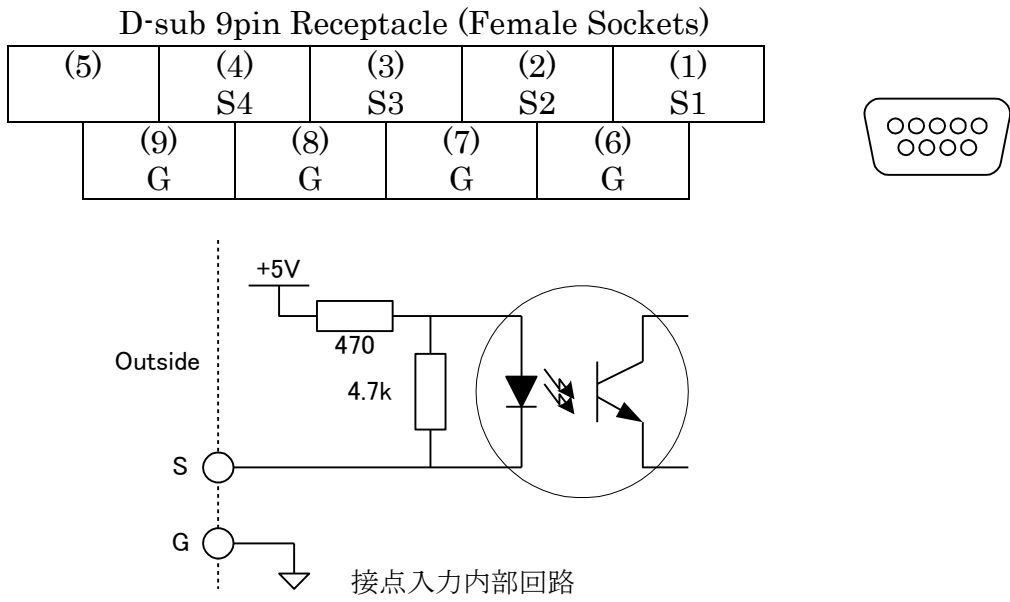 D-sub 9pin Receptacle (Female Sockets)
(5) (4) (3) (2) (1)
S4 S3 S2 S1
(9) (8) (7) (6)
G G G G
+5V
470
Outside
4.7k
S
G
接点入力内部回路